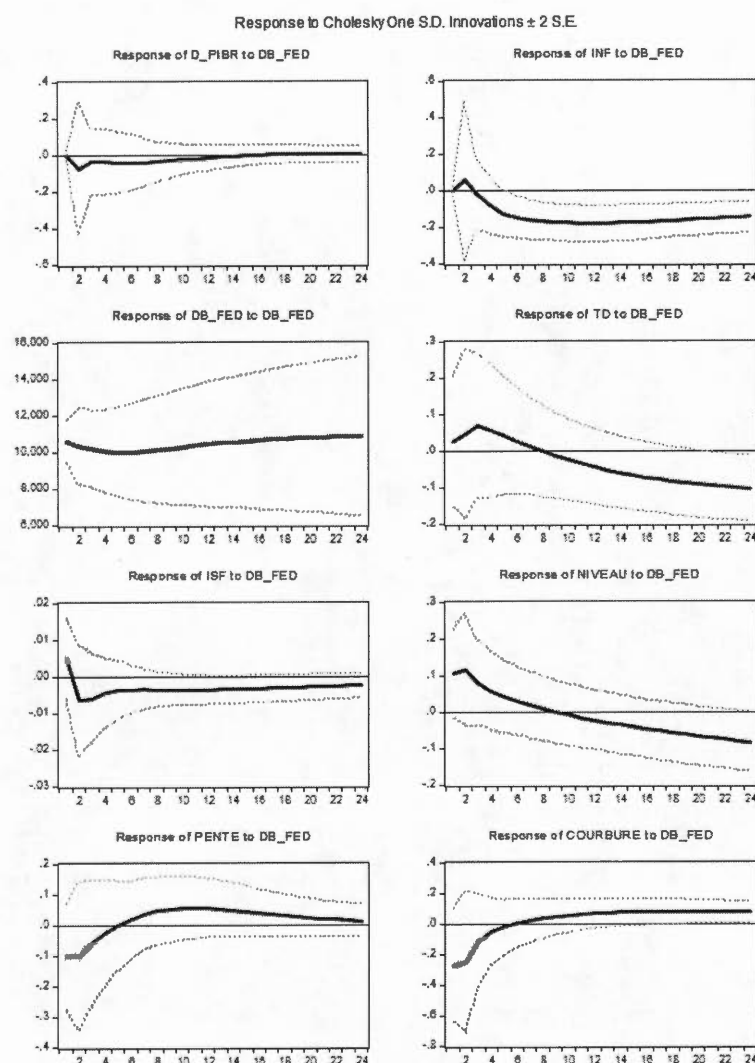 Response to Cholesky One S.D. Innovations ± 2 S.E.
Response of D_PIBR to DB_FED
.4
.2
.0
-.2
-.4
-.6
2 4 6 8 10 12 14 16 18 20 22 24
Response of INF to DB_FED
.6
.4
.2
.0
-.2
-.4
2 4 6 8 10 12 14 16 18 20 22 24
Response of DB_FED to DB_FED
16,000
14,000
12,000
10,000
8,000
6,000
2 4 6 8 10 12 14 16 18 20 22 24
Response of TD to DB_FED
.3
.2
.1
.0
-.1
-.2
2 4 6 8 10 12 14 16 18 20 22 24
Response of ISF to DB_FED
.02
.01
.00
-.01
-.02
-.03
2 4 6 8 10 12 14 16 18 20 22 24
Response of NIVEAU to DB_FED
.3
.2
.1
.0
-.1
-.2
2 4 6 8 10 12 14 16 18 20 22 24
Response of PENTE to DB_FED
.2
.1
.0
-.1
-.2
-.3
-.4
2 4 6 8 10 12 14 16 18 20 22 24
Response of COURBURE to DB_FED
.4
.2
.0
-.2
-.4
-.6
-.8
2 4 6 8 10 12 14 16 18 20 22 24